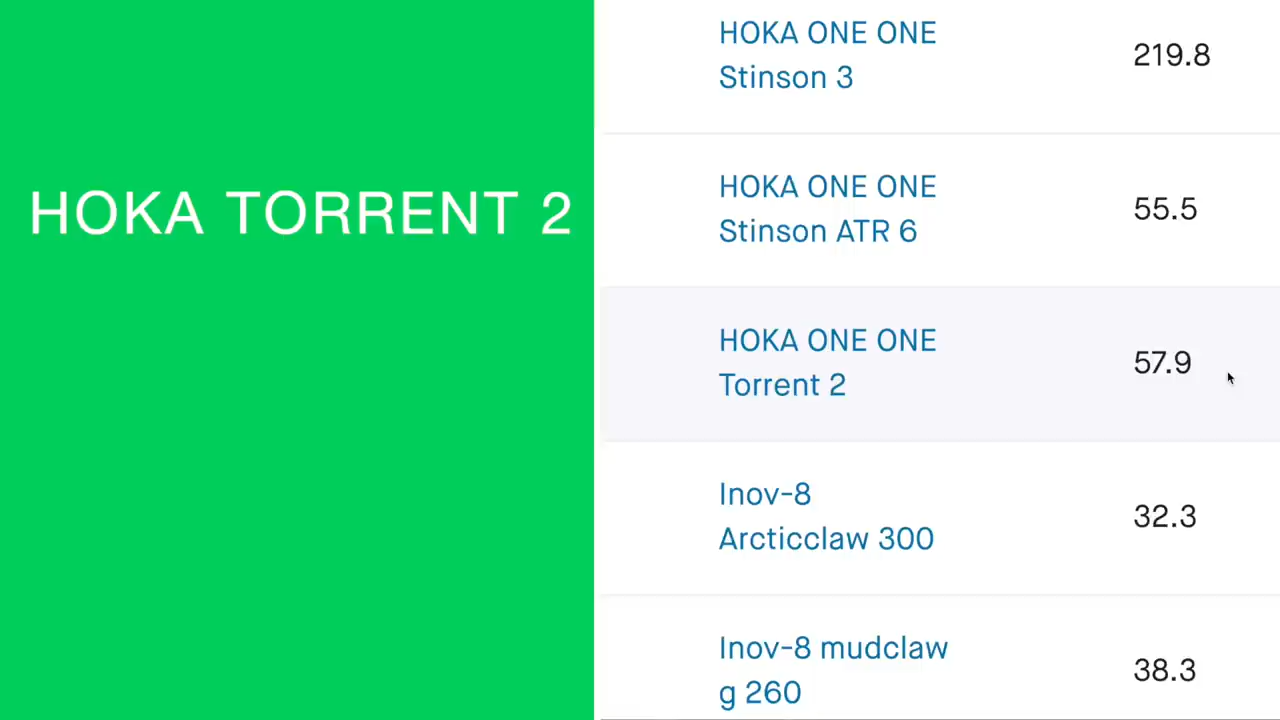 HOKA TORRENT 2
HOKA ONE ONE
Stinson 3
219.8
HOKA ONE ONE
Stinson ATR 6
55.5
HOKA ONE ONE
Torrent 2
57.9
Inov-8
Arcticclaw 300
32.3
Inov-8 mudclaw
g 260
38.3